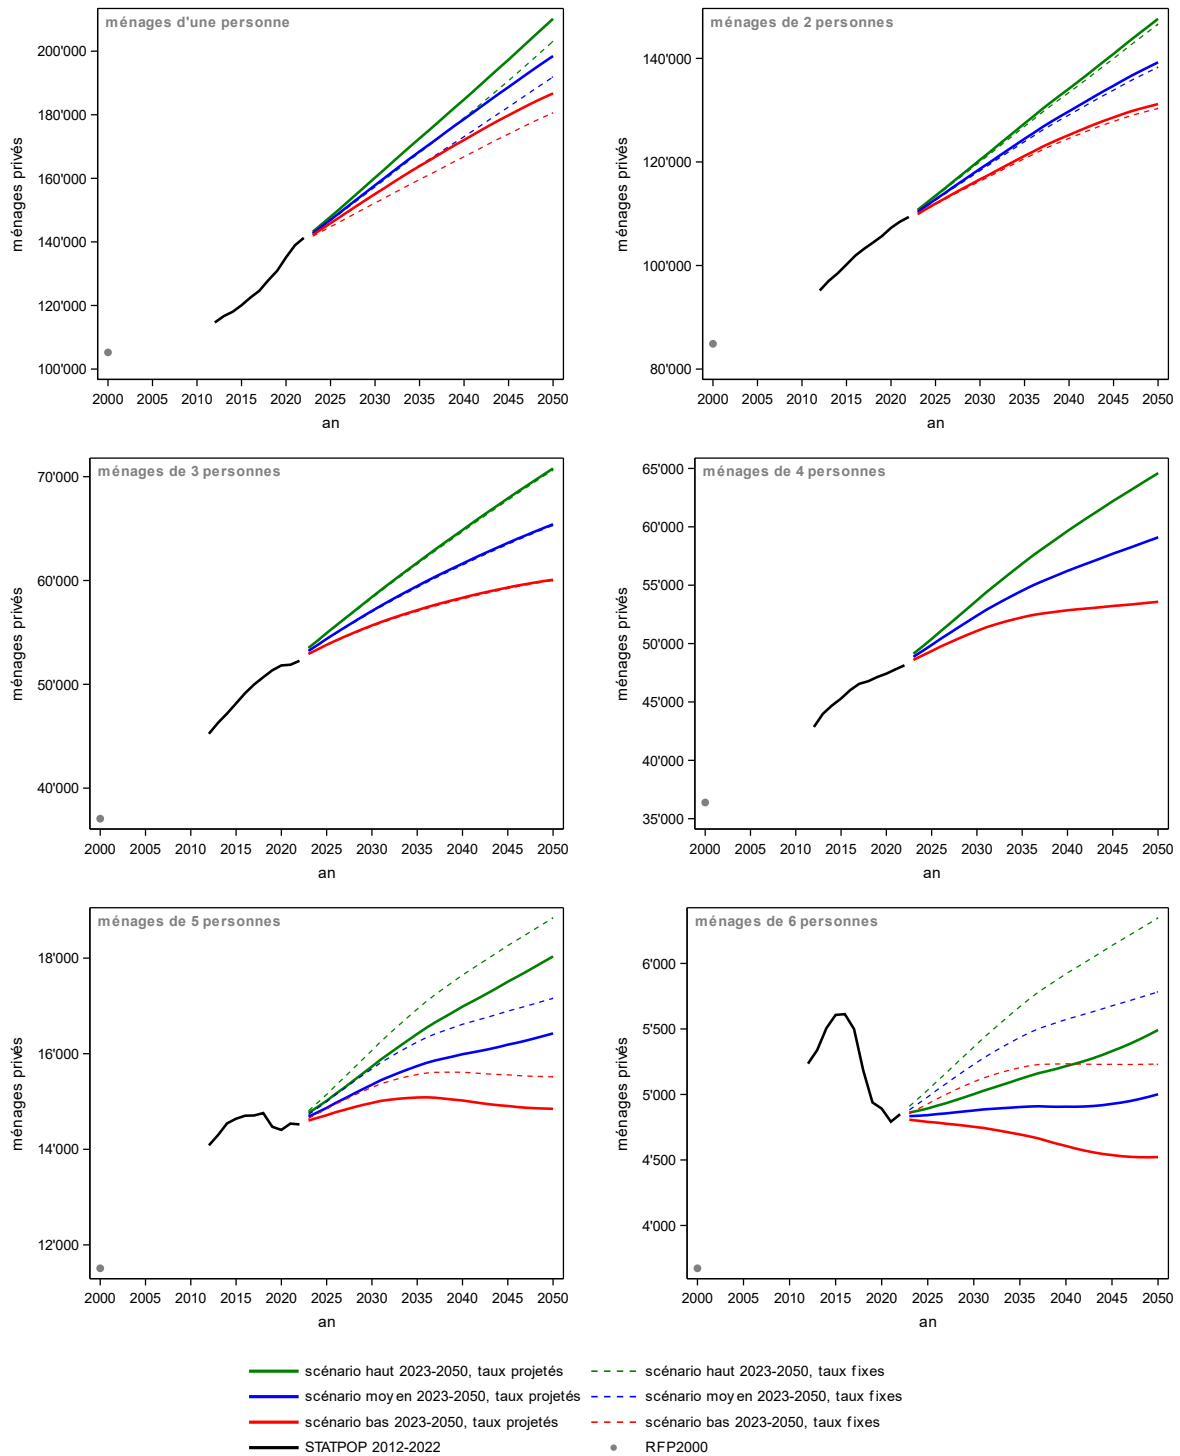 ménages d'une personne
ménages privés
200'000
180'000
160'000
140'000
120'000
100'000
2000 2005 2010 2015 2020 2025 2030 2035 2040 2045 2050
an
ménages de 2 personnes
ménages privés
140'000
120'000
100'000
80'000
2000 2005 2010 2015 2020 2025 2030 2035 2040 2045 2050
an
ménages de 3 personnes
ménages privés
70'000
60'000
50'000
40'000
2000 2005 2010 2015 2020 2025 2030 2035 2040 2045 2050
an
ménages de 4 personnes
ménages privés
65'000
60'000
55'000
50'000
45'000
40'000
35'000
2000 2005 2010 2015 2020 2025 2030 2035 2040 2045 2050
an
ménages de 5 personnes
ménages privés
18'000
16'000
14'000
12'000
2000 2005 2010 2015 2020 2025 2030 2035 2040 2045 2050
an
ménages de 6 personnes
ménages privés
6'000
5'500
5'000
4'500
4'000
2000 2005 2010 2015 2020 2025 2030 2035 2040 2045 2050
an
scénario haut 2023-2050, taux projetés
scénario haut 2023-2050, taux fixes
scénario moyen 2023-2050, taux projetés
scénario moyen 2023-2050, taux fixes
scénario bas 2023-2050, taux projetés
scénario bas 2023-2050, taux fixes
STATPOP 2012-2022
RFP2000